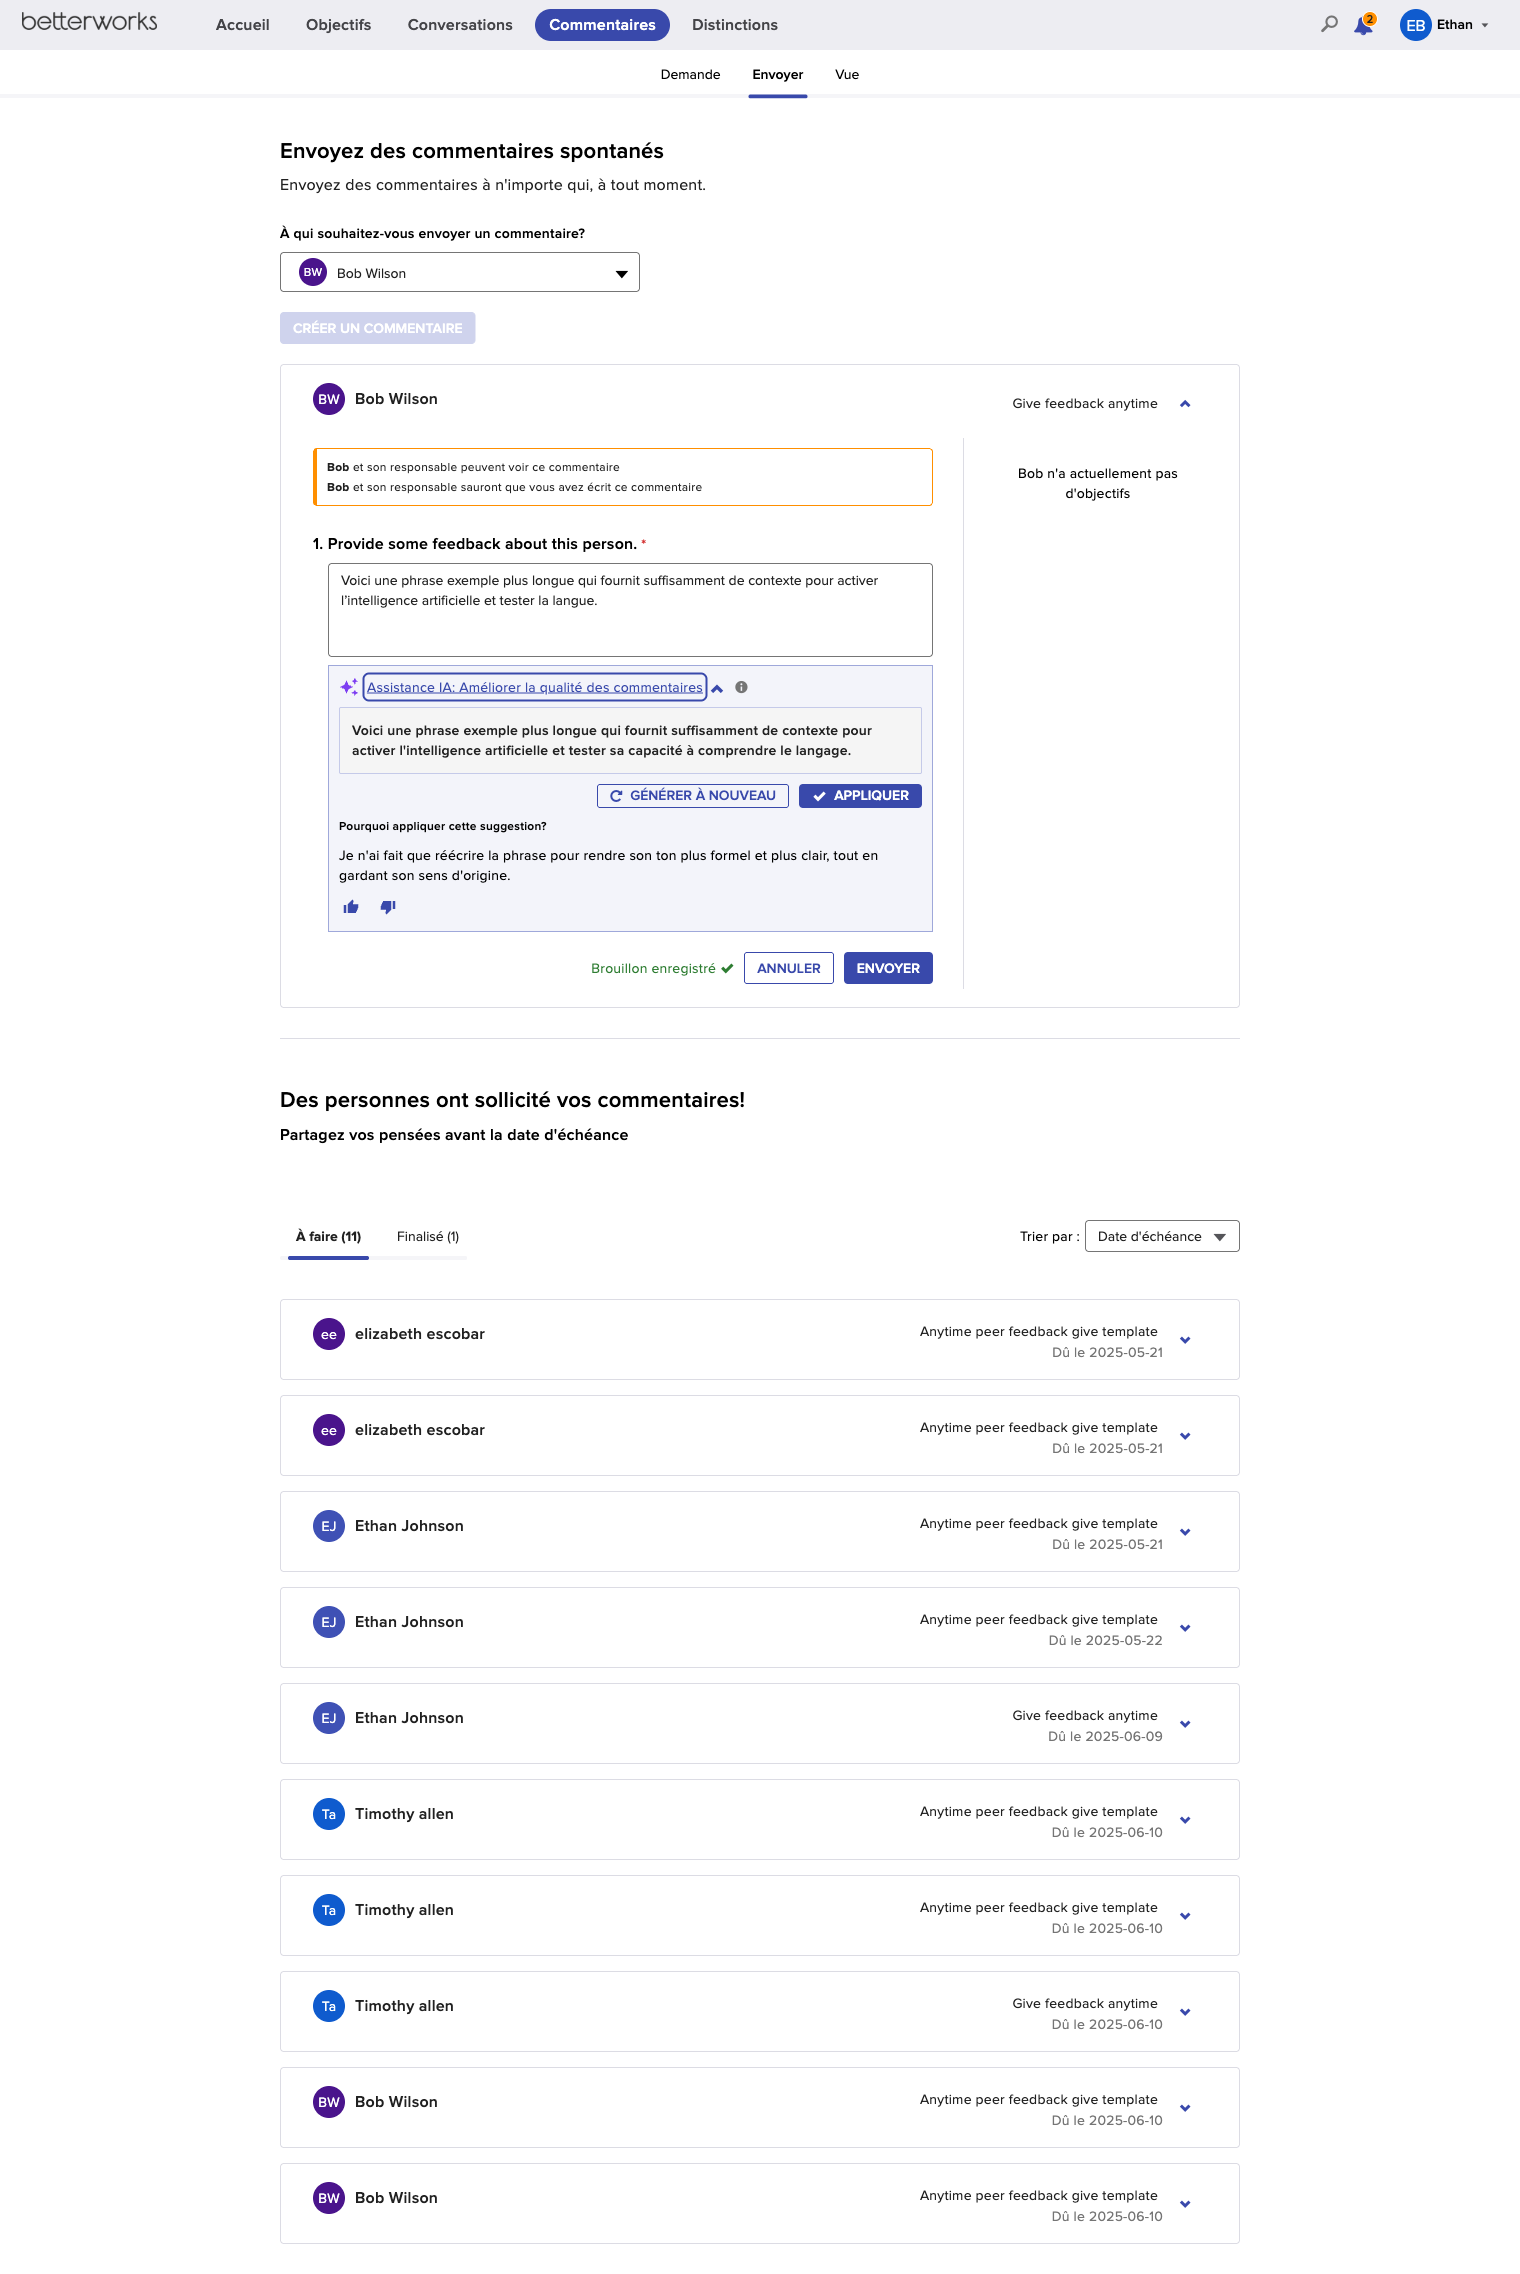 betterworks
Accueil
Objectifs
Conversations
Commentaires
Distinctions
2
EB
Ethan
Demande
Envoyer
Vue
Envoyez des commentaires spontanés
Envoyez des commentaires à n'importe qui, à tout moment.
À qui souhaitez-vous envoyer un commentaire?
BW
Bob Wilson
CRÉER UN COMMENTAIRE
BW
Bob Wilson
Give feedback anytime
Bob et son responsable peuvent voir ce commentaire
Bob et son responsable sauront que vous avez écrit ce commentaire
Bob n'a actuellement pas
d'objectifs
1. Provide some feedback about this person. *
Voici une phrase exemple plus longue qui fournit suffisamment de contexte pour activer
l’intelligence artificielle et tester la langue.
Assistance IA: Améliorer la qualité des commentaires
Voici une phrase exemple plus longue qui fournit suffisamment de contexte pour
activer l'intelligence artificielle et tester sa capacité à comprendre le langage.
GÉNÉRER À NOUVEAU
APPLIQUER
Pourquoi appliquer cette suggestion?
Je n'ai fait que réécrire la phrase pour rendre son ton plus formel et plus clair, tout en
gardant son sens d'origine.
Brouillon enregistré
ANNULER
ENVOYER
Des personnes ont sollicité vos commentaires!
Partagez vos pensées avant la date d'échéance
À faire (11)
Finalisé (1)
Trier par :
Date d'échéance
ee
elizabeth escobar
Anytime peer feedback give template
Dû le 2025-05-21
ee
elizabeth escobar
Anytime peer feedback give template
Dû le 2025-05-21
EJ
Ethan Johnson
Anytime peer feedback give template
Dû le 2025-05-21
EJ
Ethan Johnson
Anytime peer feedback give template
Dû le 2025-05-22
EJ
Ethan Johnson
Give feedback anytime
Dû le 2025-06-09
Ta
Timothy allen
Anytime peer feedback give template
Dû le 2025-06-10
Ta
Timothy allen
Anytime peer feedback give template
Dû le 2025-06-10
Ta
Timothy allen
Give feedback anytime
Dû le 2025-06-10
BW
Bob Wilson
Anytime peer feedback give template
Dû le 2025-06-10
BW
Bob Wilson
Anytime peer feedback give template
Dû le 2025-06-10